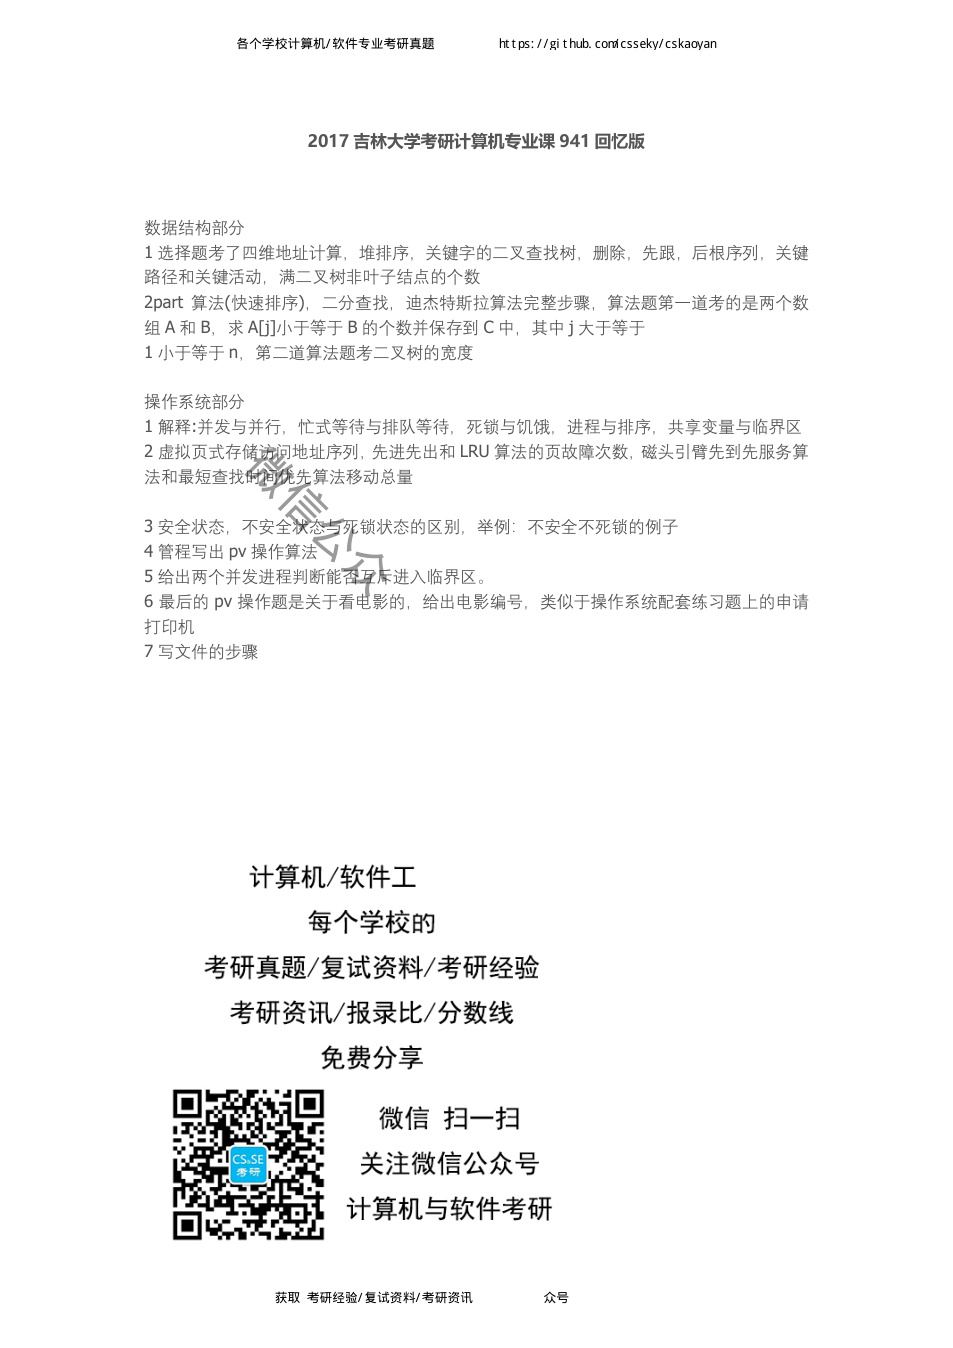 各个学校计算机/软件专业考研真题 https://github.com/csseky/cskaoyan
2017 吉林大学考研计算机专业课 941 回忆版
数据结构部分
1 选择题考了四维地址计算，堆排序，关键字的二叉查找树，删除，先跟，后根序列，关键
路径和关键活动，满二叉树非叶子结点的个数
2part 算法(快速排序)，二分查找，迪杰特斯拉算法完整步骤，算法题第一道考的是两个数
组 A 和 B，求 A[j]小于等于 B 的个数并保存到 C 中，其中 j 大于等于
1 小于等于 n，第二道算法题考二叉树的宽度
操作系统部分
1 解释:并发与并行，忙式等待与排队等待，死锁与饥饿，进程与排序，共享变量与临界区
2 虚拟页式存储访问地址序列，先进先出和 LRU 算法的页故障次数，磁头引臂先到先服务算
法和最短查找时间优先算法移动总量
3 安全状态，不安全状态与死锁状态的区别，举例：不安全不死锁的例子
4 管程写出 pv 操作算法
5 给出两个并发进程判断能否互斥进入临界区。
6 最后的 pv 操作题是关于看电影的，给出电影编号，类似于操作系统配套练习题上的申请
打印机
7 写文件的步骤
微信公众
计算机/软件工
每个学校的
考研真题/复试资料/考研经验
考研资讯/报录比/分数线
免费分享
CS&SE
考研
微信 扫一扫
关注微信公众号
计算机与软件考研
获取 考研经验/复试资料/考研资讯 众号